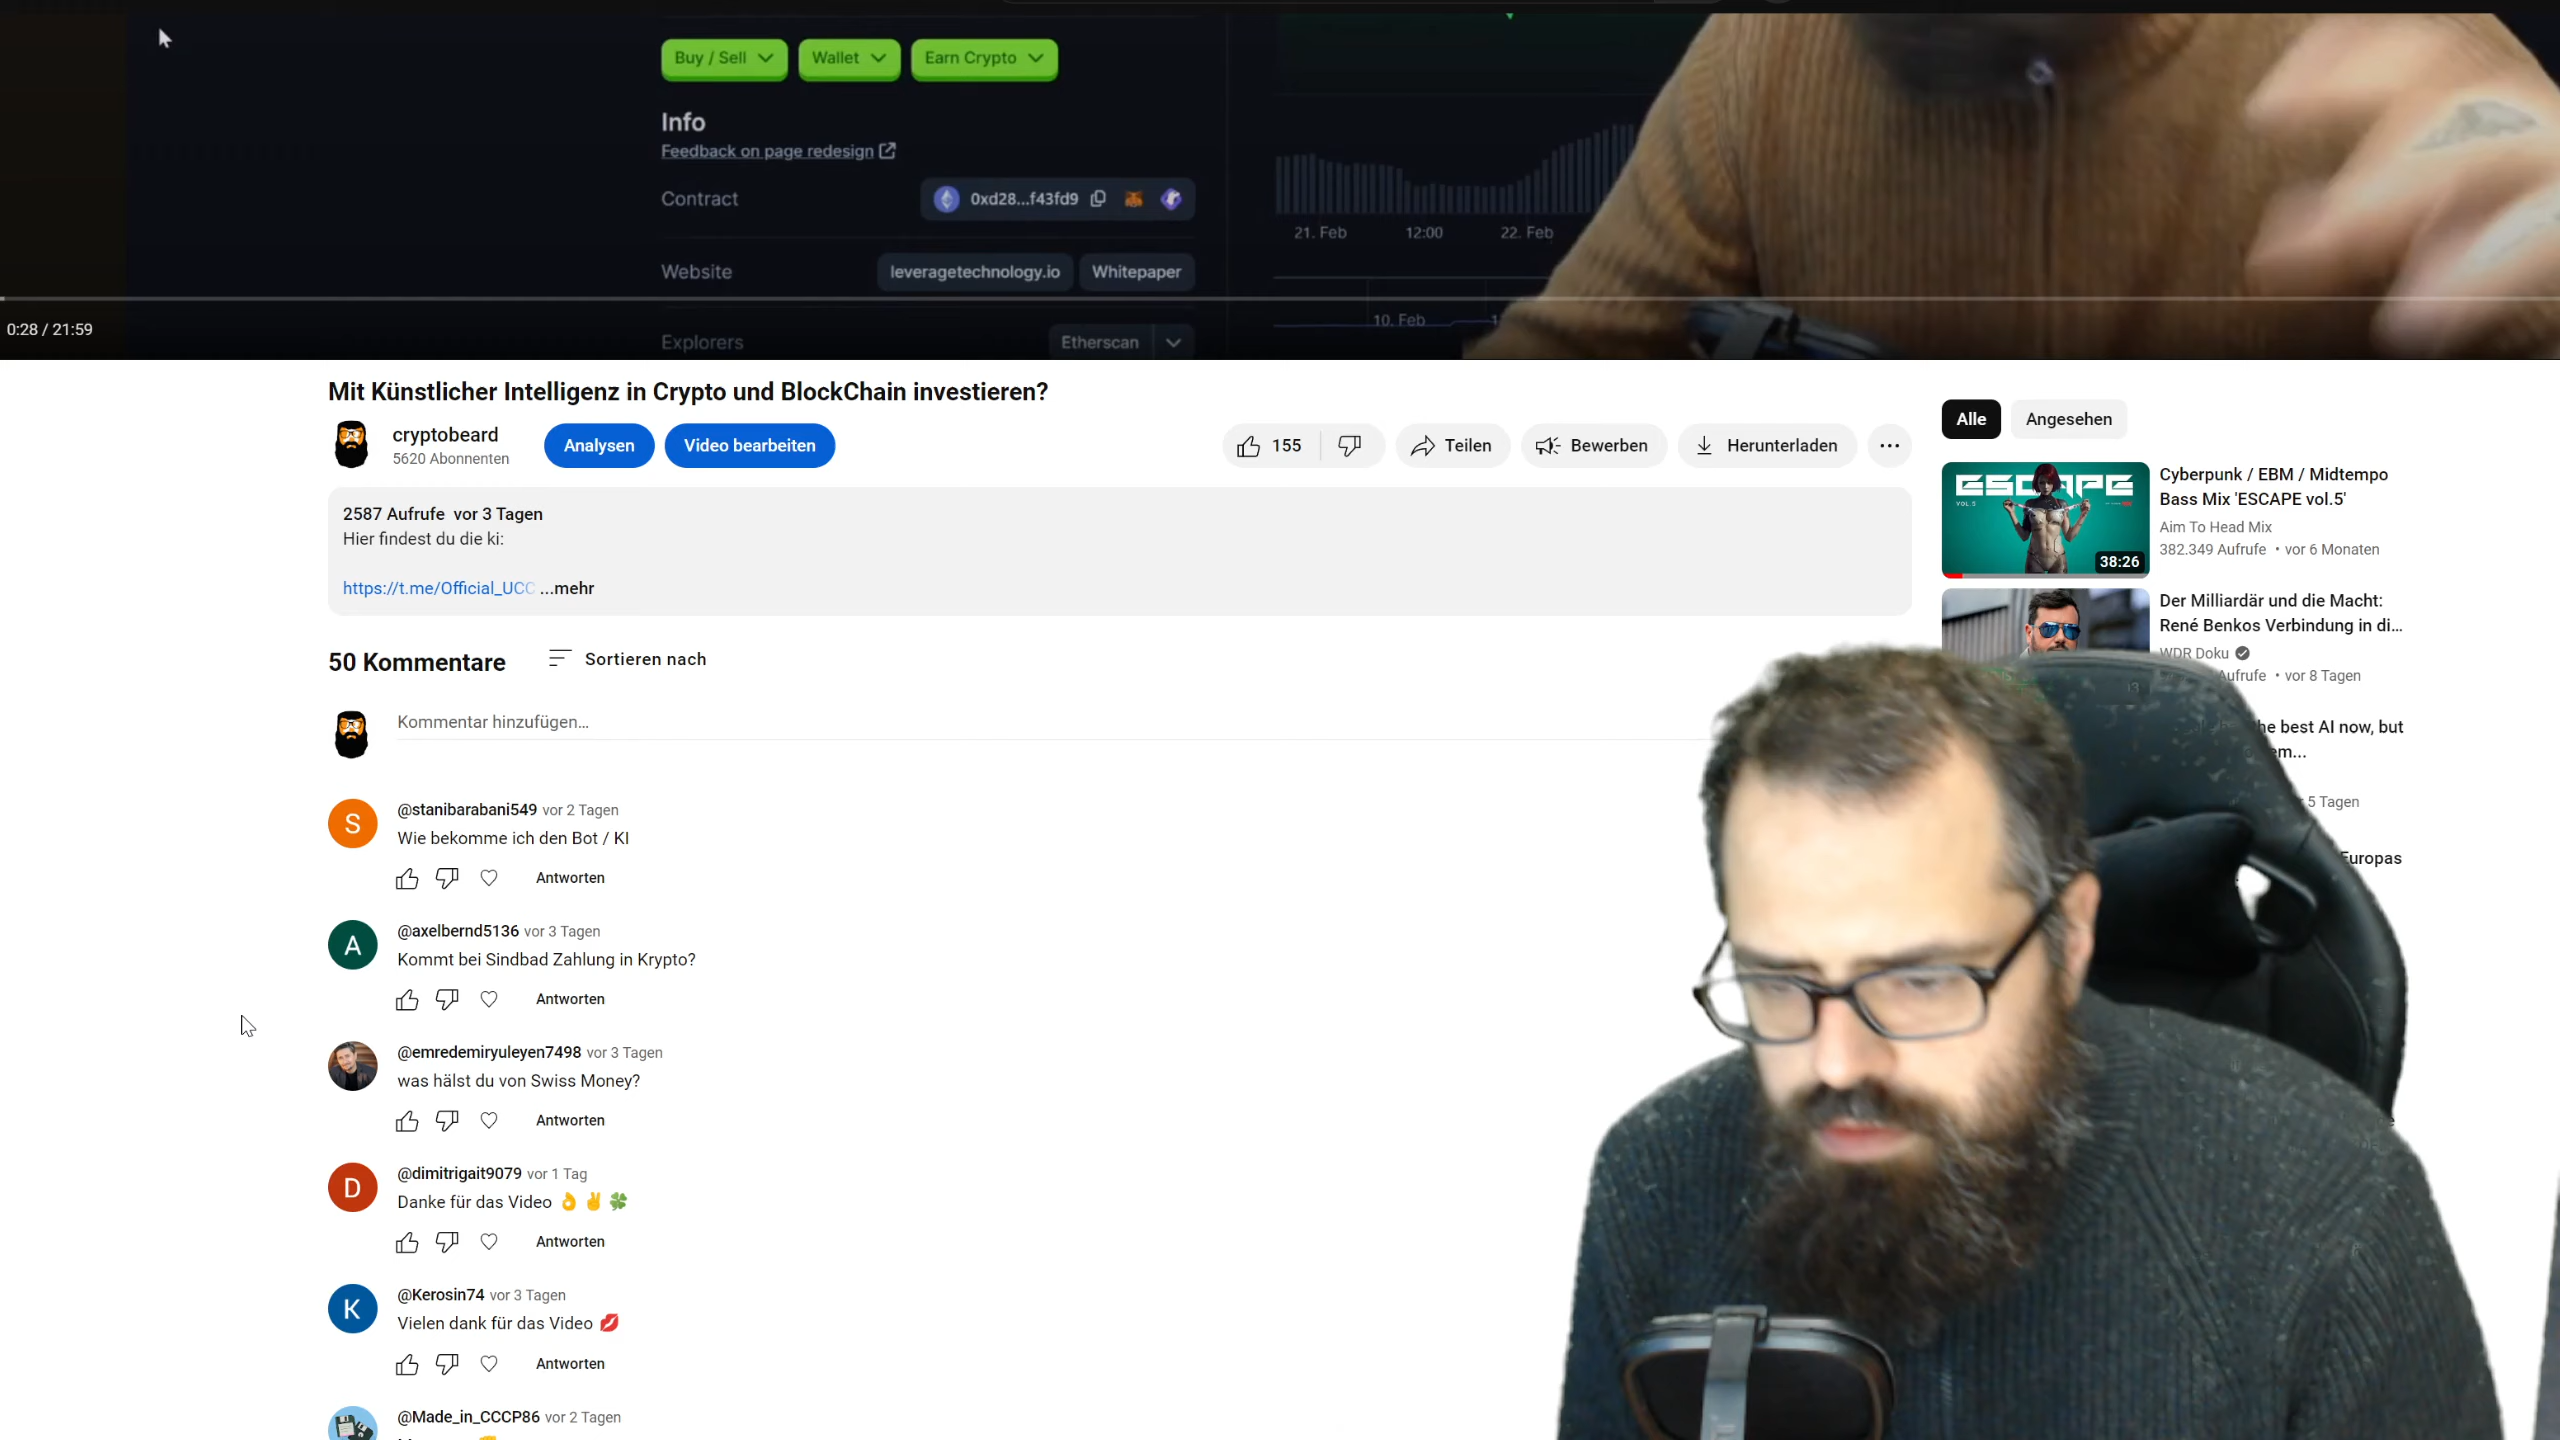 Buy / Sell
Wallet
Earn Crypto
Info
Feedback on page redesign
Contract
0xd28...f43fd9
21. Feb
12:00
22. Feb
Website
leveragetechnology.io
Whitepaper
10. Feb
0:28 / 21:59
Explorers
Etherscan
Mit Künstlicher Intelligenz in Crypto und BlockChain investieren?
cryptobeard
5620 Abonnenten
Analysen
Video bearbeiten
155
Teilen
Bewerben
Herunterladen
2587 Aufrufe vor 3 Tagen
Hier findest du die ki:
https://t.me/Official_UCC ...mehr
50 Kommentare
Sortieren nach
Kommentar hinzufügen...
@stanibarabani549 vor 2 Tagen
Wie bekomme ich den Bot / KI
Antworten
@axelbernd5136 vor 3 Tagen
Kommt bei Sindbad Zahlung in Krypto?
Antworten
@emredemiryuleyen7498 vor 3 Tagen
was hälst du von Swiss Money?
Antworten
@dimitrigait9079 vor 1 Tag
Danke für das Video 👌 ✌ 🍀
Antworten
@Kerosin74 vor 3 Tagen
Vielen dank für das Video 💋
Antworten
@Made_in_CCCP86 vor 2 Tagen
Alle
Angesehen
ESCAPE
VOL.5
38:26
Cyberpunk / EBM / Midtempo
Bass Mix 'ESCAPE vol.5'
Aim To Head Mix
382.349 Aufrufe • vor 6 Monaten
Der Milliardär und die Macht:
René Benkos Verbindung in di...
WDR Doku
Aufrufe • vor 8 Tagen
the best AI now, but
em...
5 Tagen
Europas
S
A
D
K